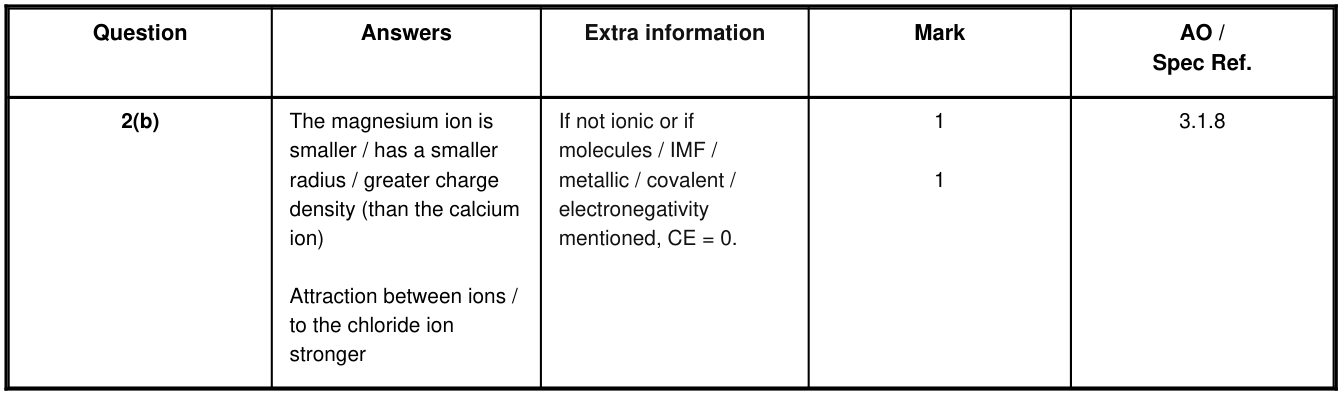 Question
Answers
Extra information
Mark
AO /
Spec Ref.
2(b)
The magnesium ion is
smaller / has a smaller
radius / greater charge
density (than the calcium
ion)
Attraction between ions /
to the chloride ion
stronger
If not ionic or if
molecules / IMF /
metallic / covalent /
electronegativity
mentioned, CE = 0.
1
1
3.1.8